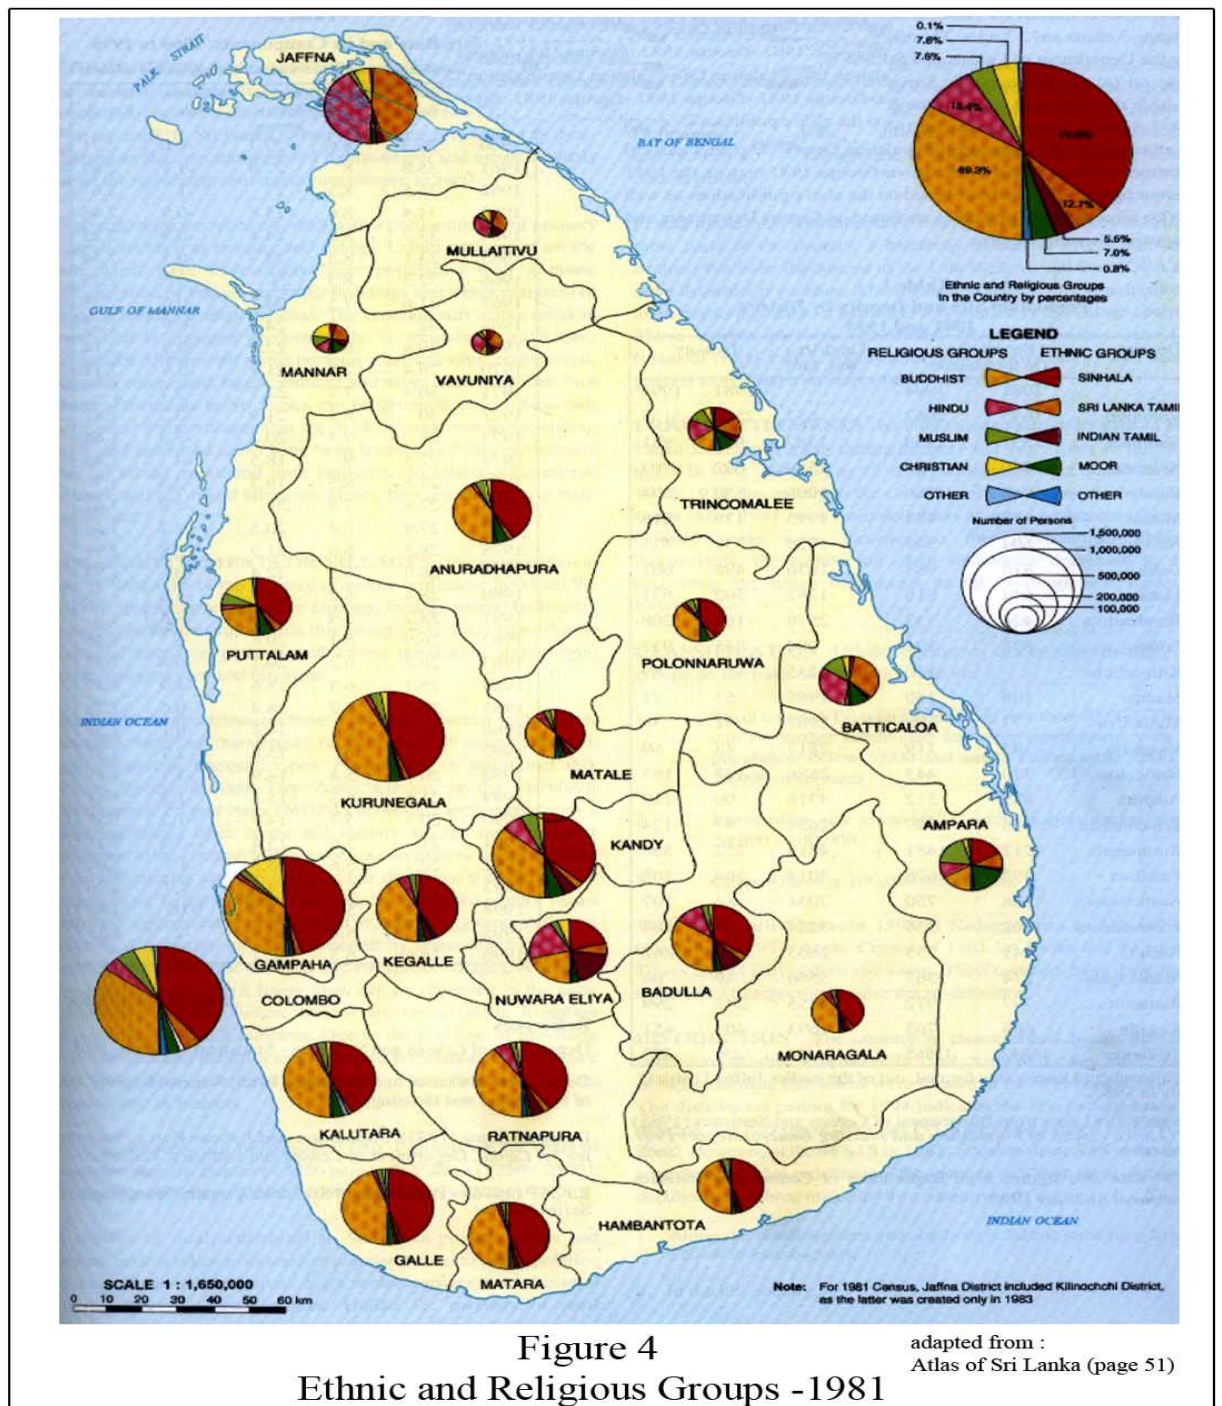 PALK STRAIT
JAFFNA
BAY OF BENGAL
MULLAITIVU
GULF OF MANNAR
MANNAR
VAVUNIYA
TRINCOMALEE
ANURADHAPURA
PUTTALAM
POLONNARUWA
BATTICALOA
INDIAN OCEAN
MATALE
KURUNEGALA
AMPARA
KANDY
GAMPAHA
KEGALLE
NUWARA ELIYA
BADULLA
COLOMBO
MONARAGALA
KALUTARA
RATNAPURA
HAMBANTOTA
INDIAN OCEAN
GALLE
MATARA
0.1%
7.6%
7.6%
69.3%
12.7%
5.5%
7.0%
0.8%
Ethnic and Religious Groups
in the Country by percentages
LEGEND
RELIGIOUS GROUPS ETHNIC GROUPS
BUDDHIST SINHALA
HINDU SRI LANKA TAMI
MUSLIM INDIAN TAMIL
CHRISTIAN MOOR
OTHER OTHER
Number of Persons
1,500,000
1,000,000
500,000
200,000
100,000
SCALE 1 : 1,650,000
0 10 20 30 40 50 60 km
Note: For 1981 Census, Jaffna District included Kilinochchi District,
as the latter was created only in 1983
Figure 4
adapted from :
Atlas of Sri Lanka (page 51)
Ethnic and Religious Groups -1981